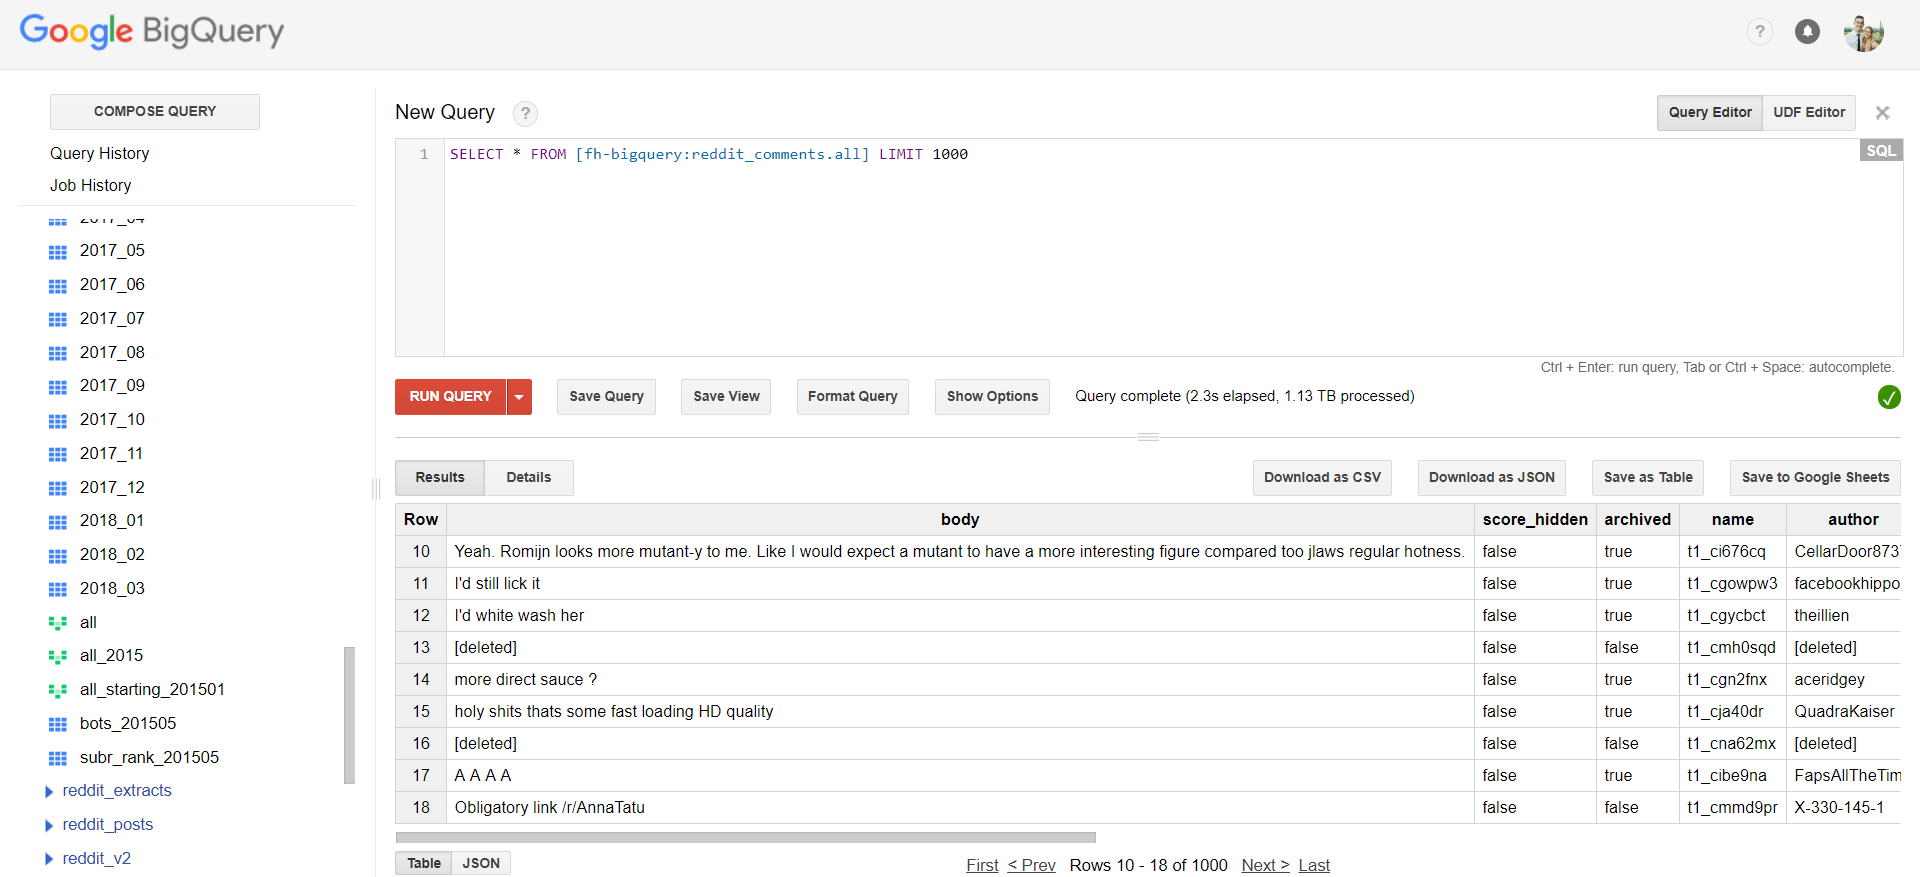 Google BigQuery
?
COMPOSE QUERY
Query History
Job History
2017_04
2017_05
2017_06
2017_07
2017_08
2017_09
2017_10
2017_11
2017_12
2018_01
2018_02
2018_03
all
all_2015
all_starting_201501
bots_201505
subr_rank_201505
reddit_extracts
reddit_posts
reddit_v2
New Query ?
Query Editor UDF Editor
1 SELECT * FROM [fh-bigquery:reddit_comments.all] LIMIT 1000
SQL
Ctrl + Enter: run query, Tab or Ctrl + Space: autocomplete.
RUN QUERY Save Query Save View Format Query Show Options Query complete (2.3s elapsed, 1.13 TB processed)
Results Details Download as CSV Download as JSON Save as Table Save to Google Sheets
Row body score_hidden archived name author
10 Yeah. Romijn looks more mutant-y to me. Like I would expect a mutant to have a more interesting figure compared too jlaws regular hotness. false true t1_ci676cq CellarDoor873
11 I'd still lick it false true t1_cgowpw3 facebookhippo
12 I'd white wash her false true t1_cgycbct theillien
13 [deleted] false false t1_cmh0sqd [deleted]
14 more direct sauce ? false true t1_cgn2fnx aceridgey
15 holy shits thats some fast loading HD quality false true t1_cja40dr QuadraKaiser
16 [deleted] false false t1_cna62mx [deleted]
17 A A A A false true t1_cibe9na FapsAllTheTim
18 Obligatory link /r/AnnaTatu false false t1_cmmd9pr X-330-145-1
Table JSON First < Prev Rows 10 - 18 of 1000 Next > Last